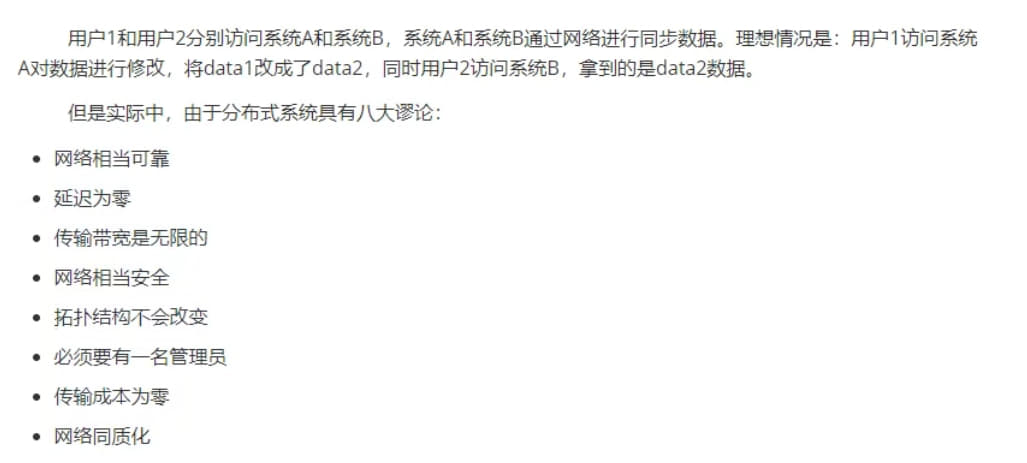 用户1和用户2分别访问系统A和系统B，系统A和系统B通过网络进行同步数据。理想情况是：用户1访问系统
A对数据进行修改，将data1改成了data2，同时用户2访问系统B，拿到的是data2数据。
但是实际中，由于分布式系统具有八大谬论：
• 网络相当可靠
• 延迟为零
• 传输带宽是无限的
• 网络相当安全
• 拓扑结构不会改变
• 必须要有一名管理员
• 传输成本为零
• 网络同质化